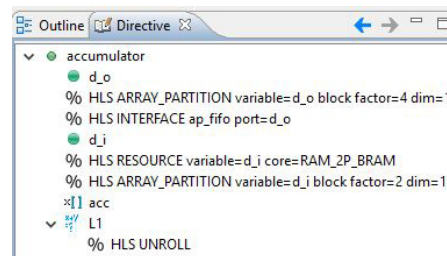 Outline Directive
accumulator
d_o
% HLS ARRAY_PARTITION variable=d_o block factor=4 dim=1
% HLS INTERFACE ap_fifo port=d_o
d_i
% HLS RESOURCE variable=d_i core=RAM_2P_BRAM
% HLS ARRAY_PARTITION variable=d_i block factor=2 dim=1
×[] acc
L1
% HLS UNROLL